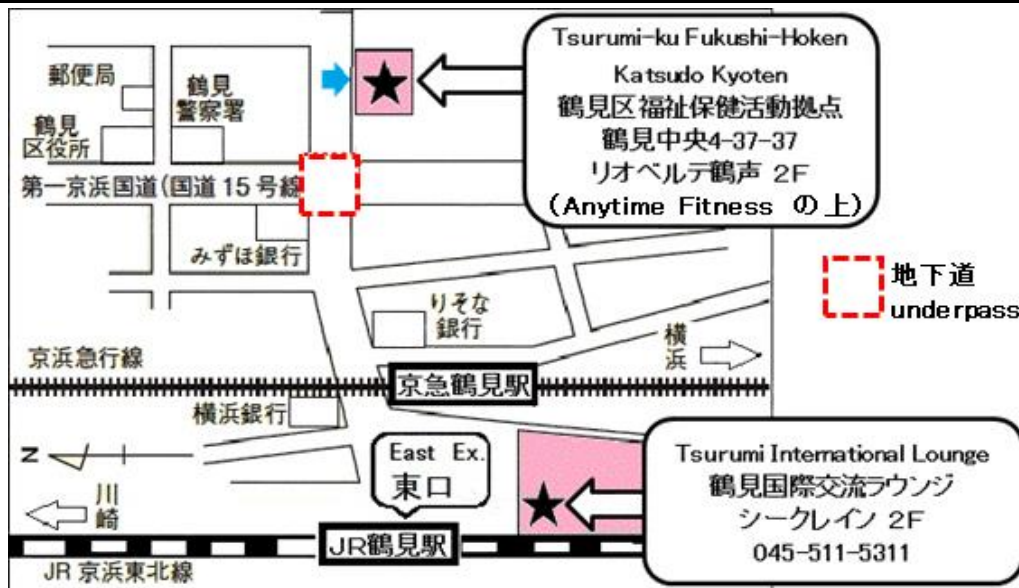 郵便局
鶴見
警察署
鶴見
区役所
第一京浜国道(国道15号線
みずほ銀行
Tsurumi-ku Fukushi-Hoken
Katsudo Kyoten
鶴見区福祉保健活動拠点
鶴見中央4-37-37
リオベルデ鶴声 2F
(Anytime Fitness の上)
地下道
underpass
りそな
銀行
横浜
京浜急行線
京急鶴見駅
横浜銀行
N
East Ex.
東口
川崎
Tsurumi International Lounge
鶴見国際交流ラウンジ
シークレイン 2F
045-511-5311
JR鶴見駅
JR 京浜東北線